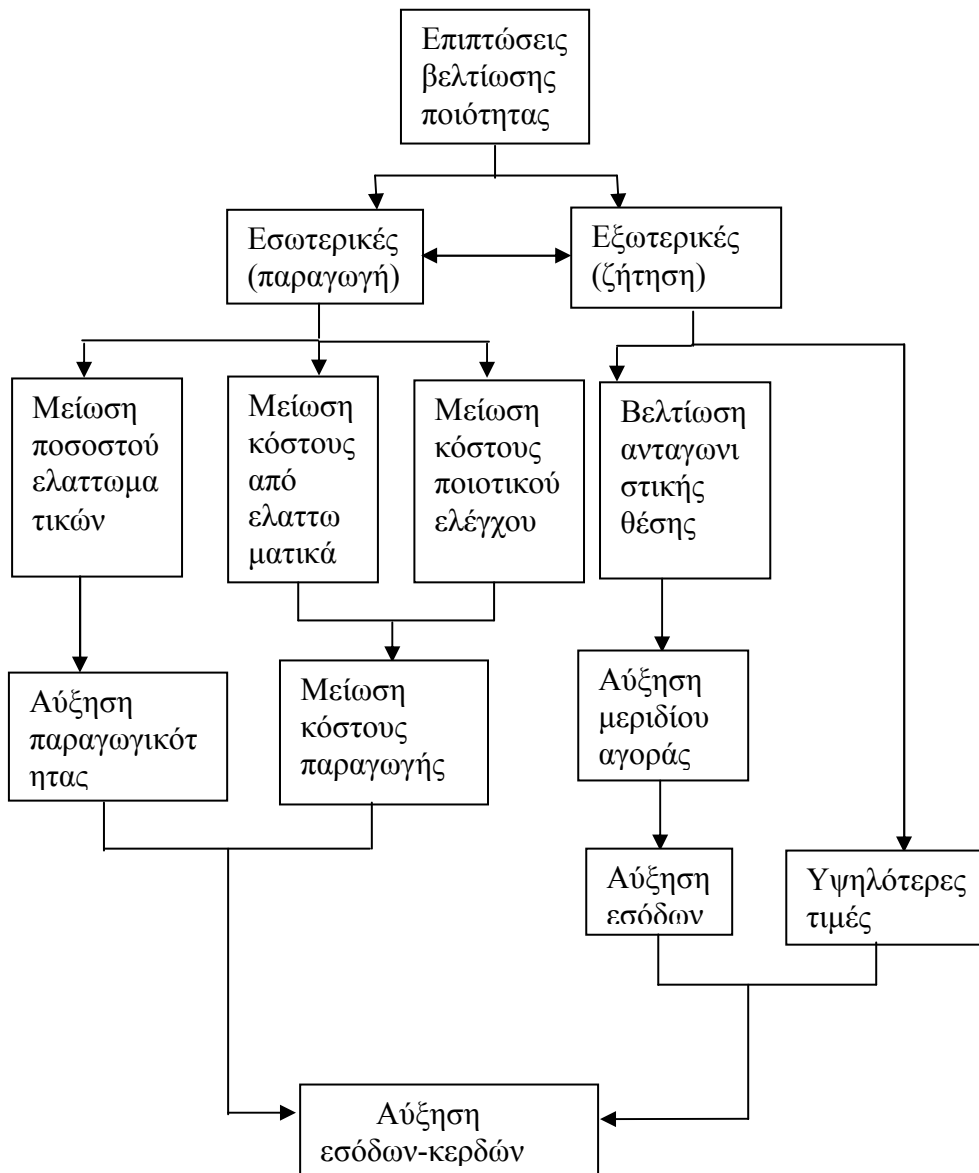 Επιπτώσεις
βελτίωσης
ποιότητας
Εσωτερικές
(παραγωγή)
Εξωτερικές
(ζήτηση)
Μείωση
ποσοστού
ελαττωμα
τικών
Μείωση
κόστους
από
ελαττω
ματικά
Μείωση
κόστους
ποιοτικού
ελέγχου
Βελτίωση
ανταγωνι
στικής
θέσης
Αύξηση
παραγωγικότ
ητας
Μείωση
κόστους
παραγωγής
Αύξηση
μεριδίου
αγοράς
Αύξηση
εσόδων
Υψηλότερες
τιμές
Αύξηση
εσόδων-κερδών